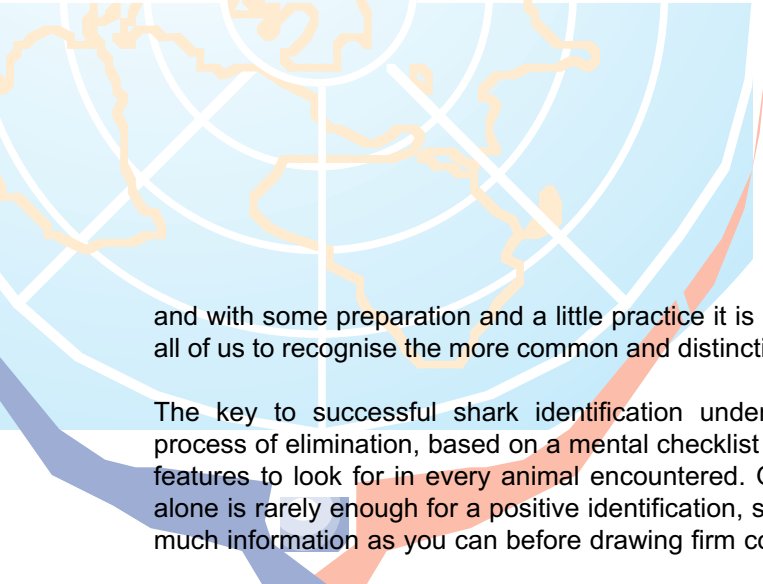 and with some preparation and a little practice it is
all of us to recognise the more common and distincti
The key to successful shark identification under
process of elimination, based on a mental checklist
features to look for in every animal encountered.
alone is rarely enough for a positive identification, s
much information as you can before drawing firm co